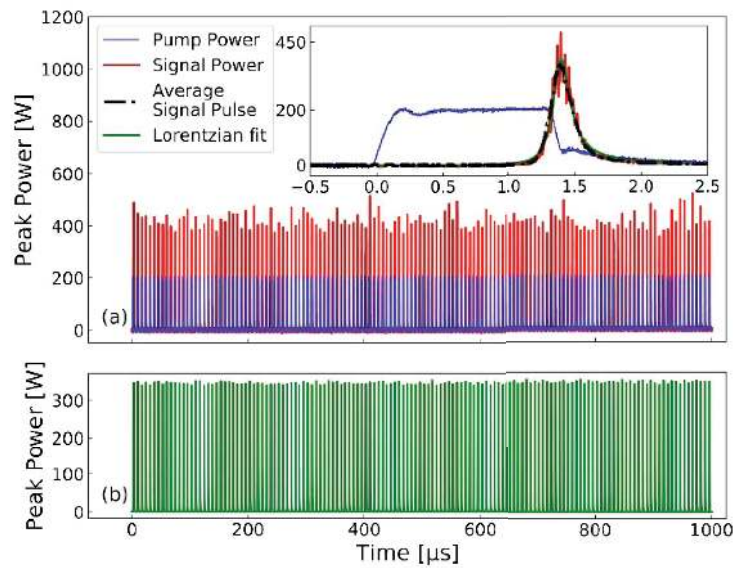 1200
1000
800
600
400
200
0
Peak Power [W]
Pump Power
Signal Power
Average
Signal Pulse
Lorentzian fit
450
200
0
-0.5
0.0
0.5
1.0
1.5
2.0
2.5
(a)
300
200
100
0
Peak Power [W]
(b)
0
200
400
600
800
1000
Time [µs]